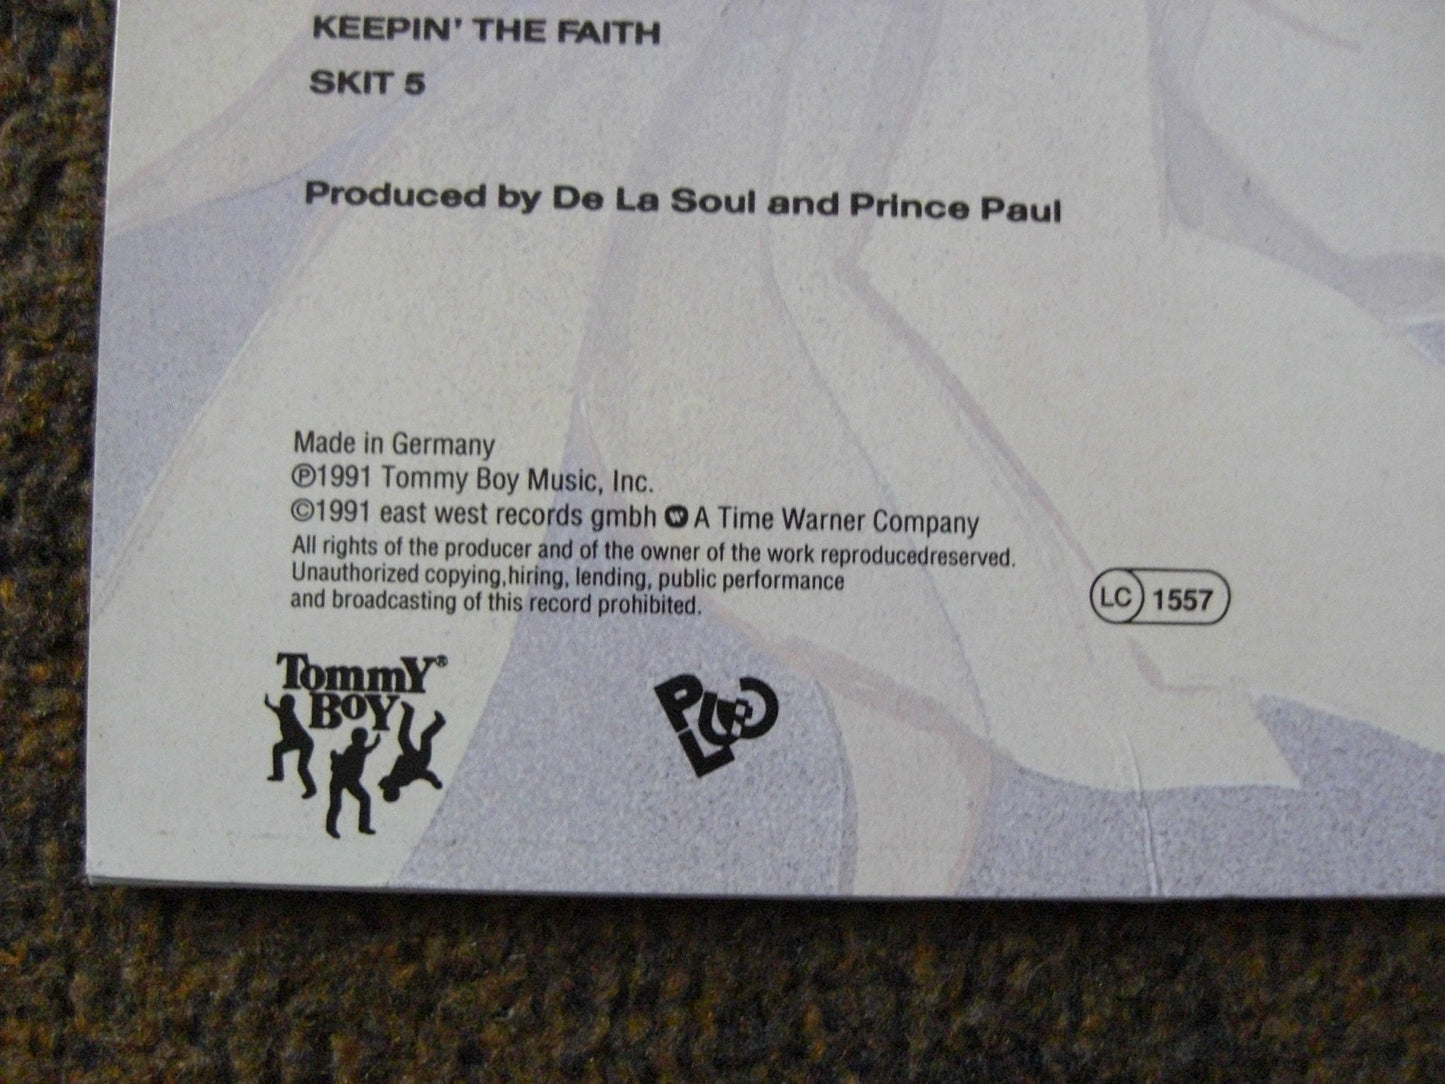 KEEPIN' THE FAITH
SKIT 5
Produced by De La Soul and Prince Paul
Made in Germany
℗1991 Tommy Boy Music, Inc.
©1991 east west records gmbh A Time Warner Company
All rights of the producer and of the owner of the work reproducedreserved.
Unauthorized copying,hiring, lending, public performance
and broadcasting of this record prohibited.
LC 1557
Tommy®
Boy